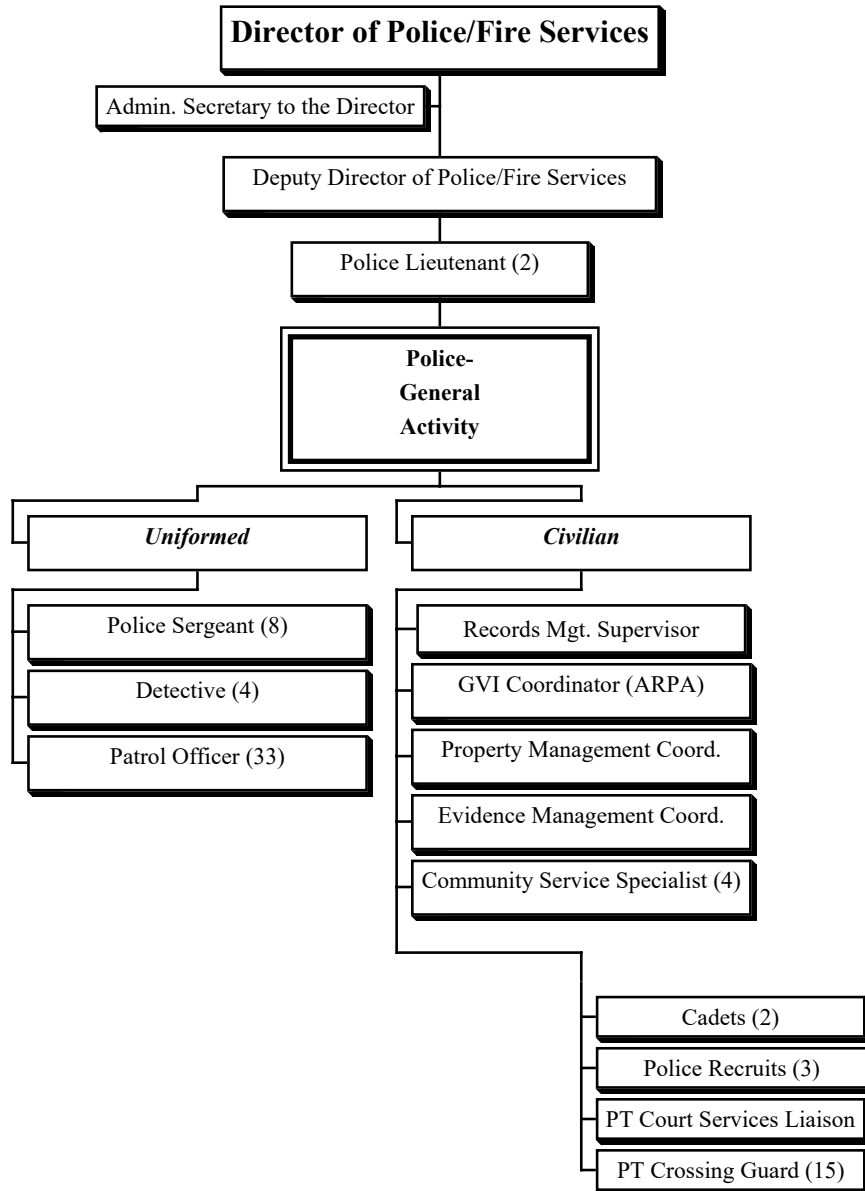 Director of Police/Fire Services
Admin. Secretary to the Director
Deputy Director of Police/Fire Services
Police Lieutenant (2)
Police-
General
Activity
Uniformed
Civilian
Police Sergeant (8)
Detective (4)
Patrol Officer (33)
Records Mgt. Supervisor
GVI Coordinator (ARPA)
Property Management Coord.
Evidence Management Coord.
Community Service Specialist (4)
Cadets (2)
Police Recruits (3)
PT Court Services Liaison
PT Crossing Guard (15)